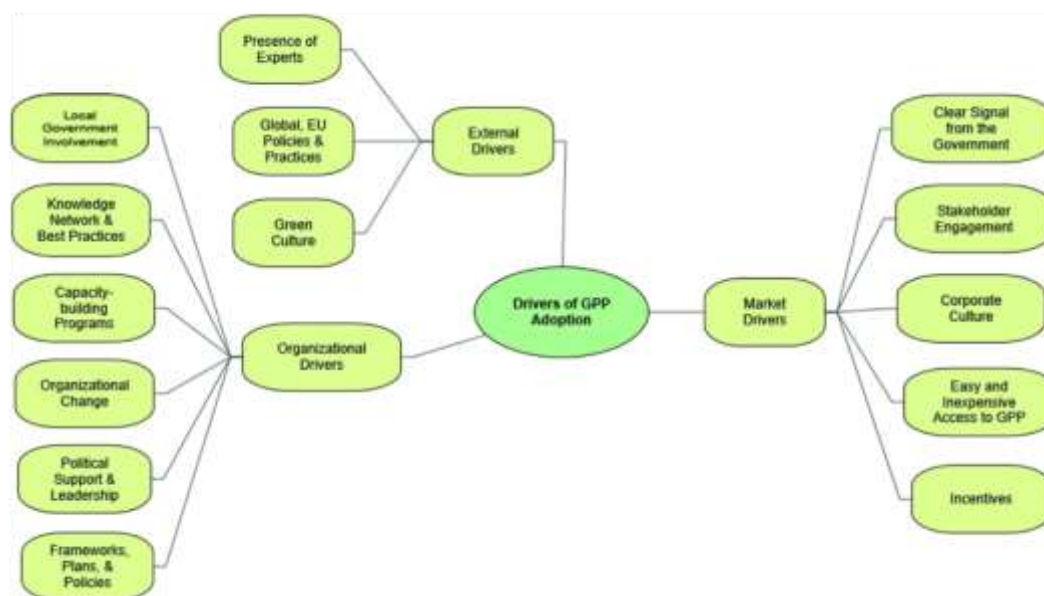 Presence of
Experts
Global, EU
Policies &
Practices
Green
Culture
External
Drivers
Local
Government
Involvement
Knowledge
Network &
Best Practices
Capacity-
building
Programs
Organizational
Change
Political
Support &
Leadership
Frameworks,
Plans, &
Policies
Organizational
Drivers
Drivers of GPP
Adoption
Market
Drivers
Clear Signal
from the
Government
Stakeholder
Engagement
Corporate
Culture
Easy and
Inexpensive
Access to GPP
Incentives